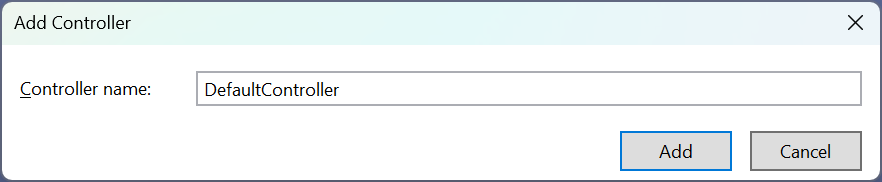 Add Controller
Controller name: DefaultController
Add Cancel